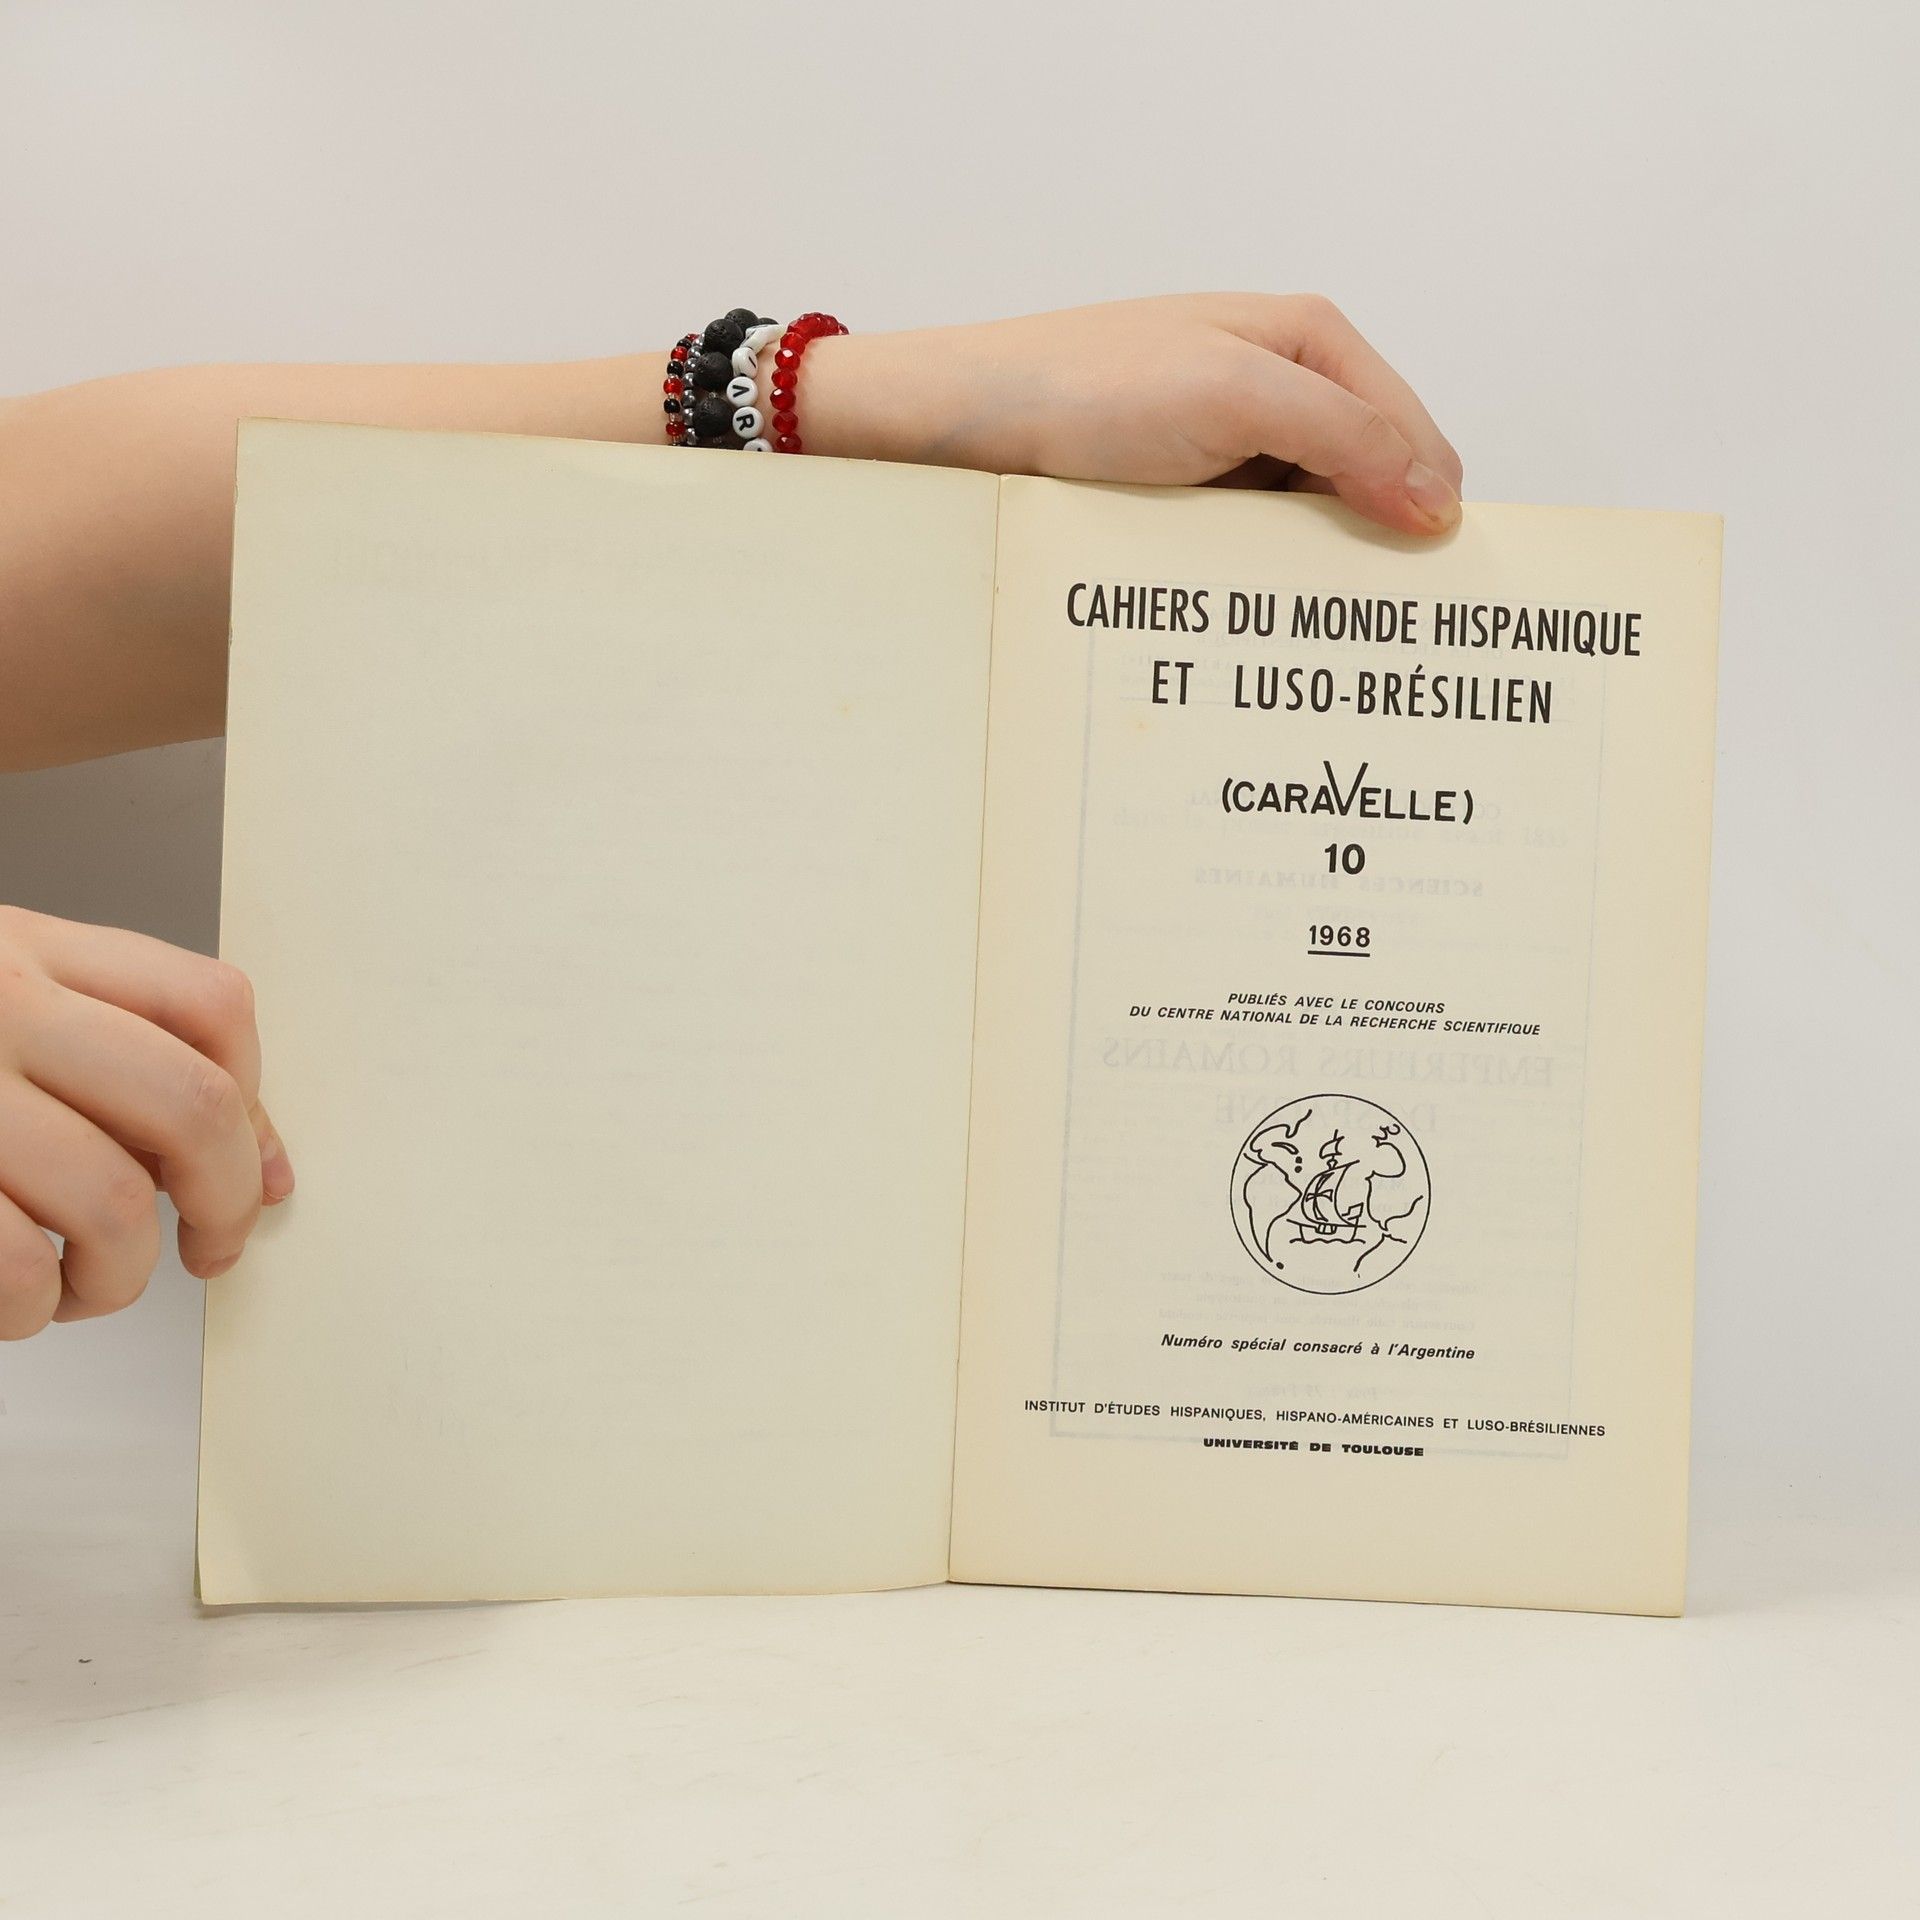 CAHIERS DU MONDE HISPANIQUE
ET LUSO-BRÉSILIEN
(CARAVELLE)
10
1968
PUBLIÉS AVEC LE CONCOURS
DU CENTRE NATIONAL DE LA RECHERCHE SCIENTIFIQUE
Numéro spécial consacré à l'Argentine
INSTITUT D'ÉTUDES HISPANIQUES, HISPANO-AMÉRICAINES ET LUSO-BRÉSILIENNES
UNIVERSITÉ DE TOULOUSE